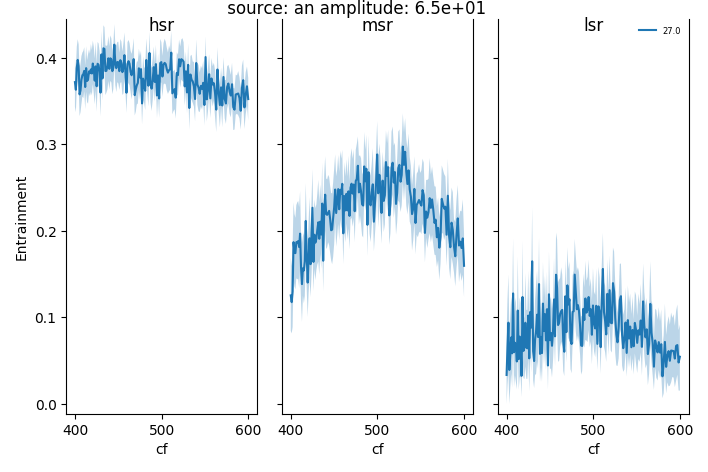 source: an amplitude: 6.5e+01
hsr
msr
lsr
27.0
Entrainment
0.4
0.3
0.2
0.1
0.0
400 500 600
400 500 600
400 500 600
cf
cf
cf